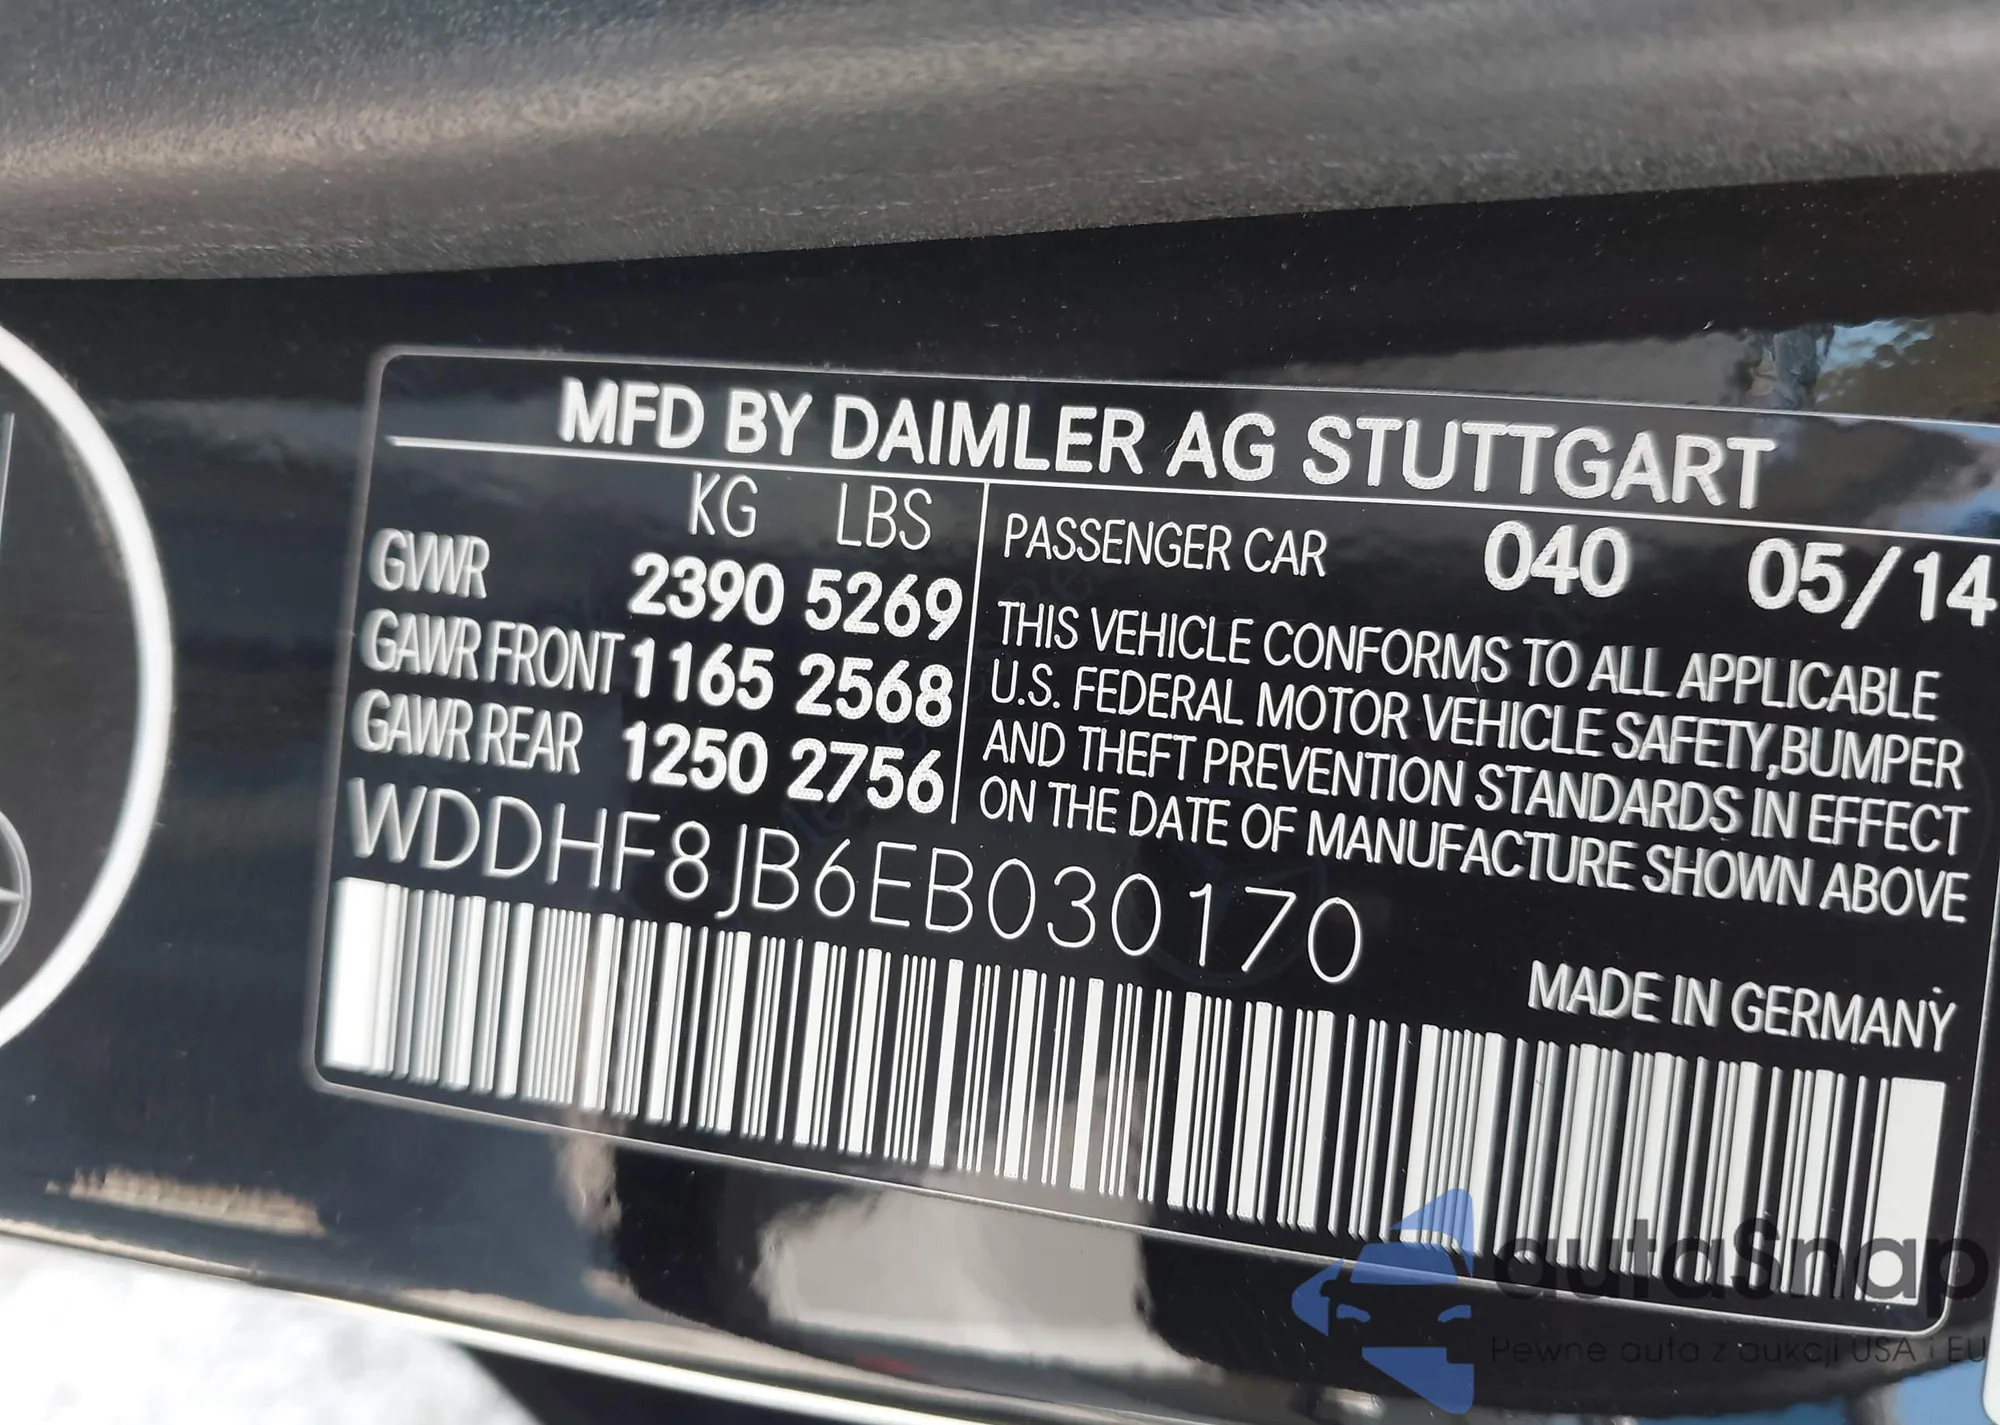 MFD BY DAIMLER AG STUTTGART
KG LBS
GVWR 2390 5269
GAWR FRONT 1165 2568
GAWR REAR 1250 2756
PASSENGER CAR 040 05/14
THIS VEHICLE CONFORMS TO ALL APPLICABLE
U.S. FEDERAL MOTOR VEHICLE SAFETY,BUMPER
AND THEFT PREVENTION STANDARDS IN EFFECT
ON THE DATE OF MANUFACTURE SHOWN ABOVE
WDDHF8JB6EB030170
MADE IN GERMANY
autaSnap
Pewne auta z aukcji USA i EU